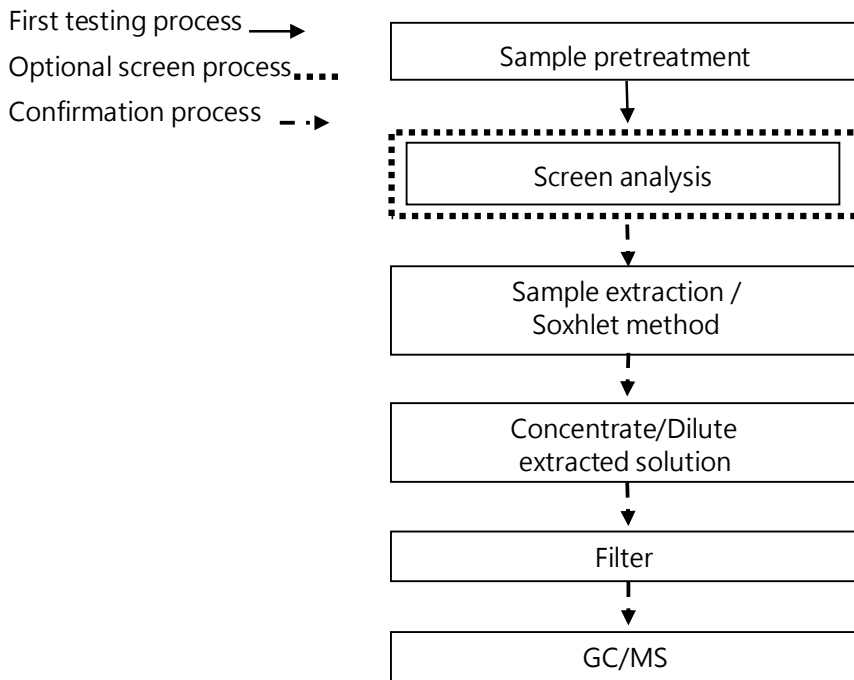 First testing process
Optional screen process
Confirmation process
Sample pretreatment
Screen analysis
Sample extraction /
Soxhlet method
Concentrate/Dilute
extracted solution
Filter
GC/MS